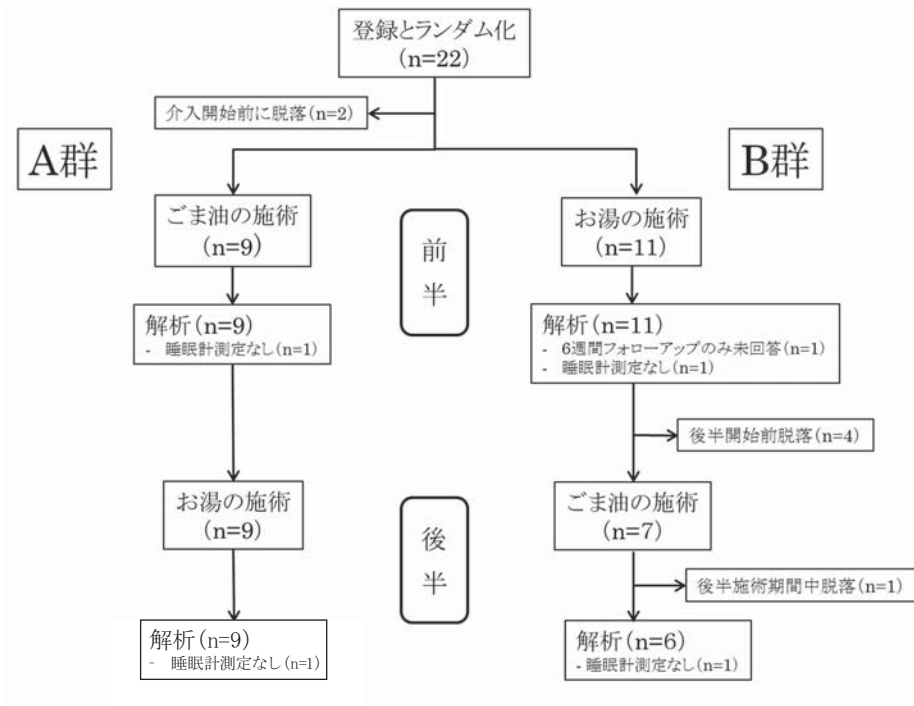 登録とランダム化
(n=22)
介入開始前に脱落(n=2)
A群
B群
ごま油の施術
(n=9)
お湯の施術
(n=11)
前
半
解析(n=9)
- 睡眠計測定なし(n=1)
解析(n=11)
- 6週間フォローアップのみ未回答(n=1)
- 睡眠計測定なし(n=1)
後半開始前脱落(n=4)
お湯の施術
(n=9)
ごま油の施術
(n=7)
後
半
後半施術期間中脱落(n=1)
解析(n=9)
- 睡眠計測定なし(n=1)
解析(n=6)
- 睡眠計測定なし(n=1)